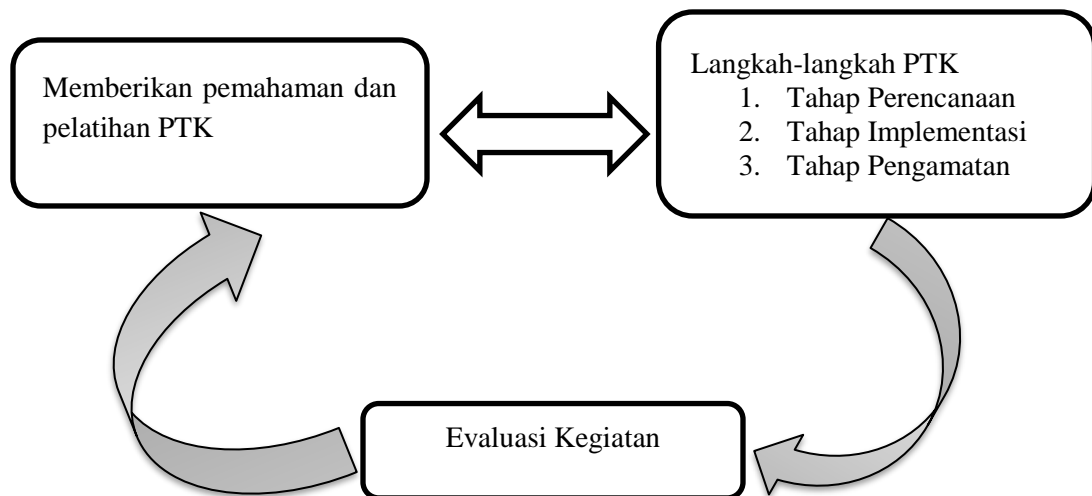 Memberikan pemahaman dan
pelatihan PTK
Langkah-langkah PTK
1. Tahap Perencanaan
2. Tahap Implementasi
3. Tahap Pengamatan
Evaluasi Kegiatan